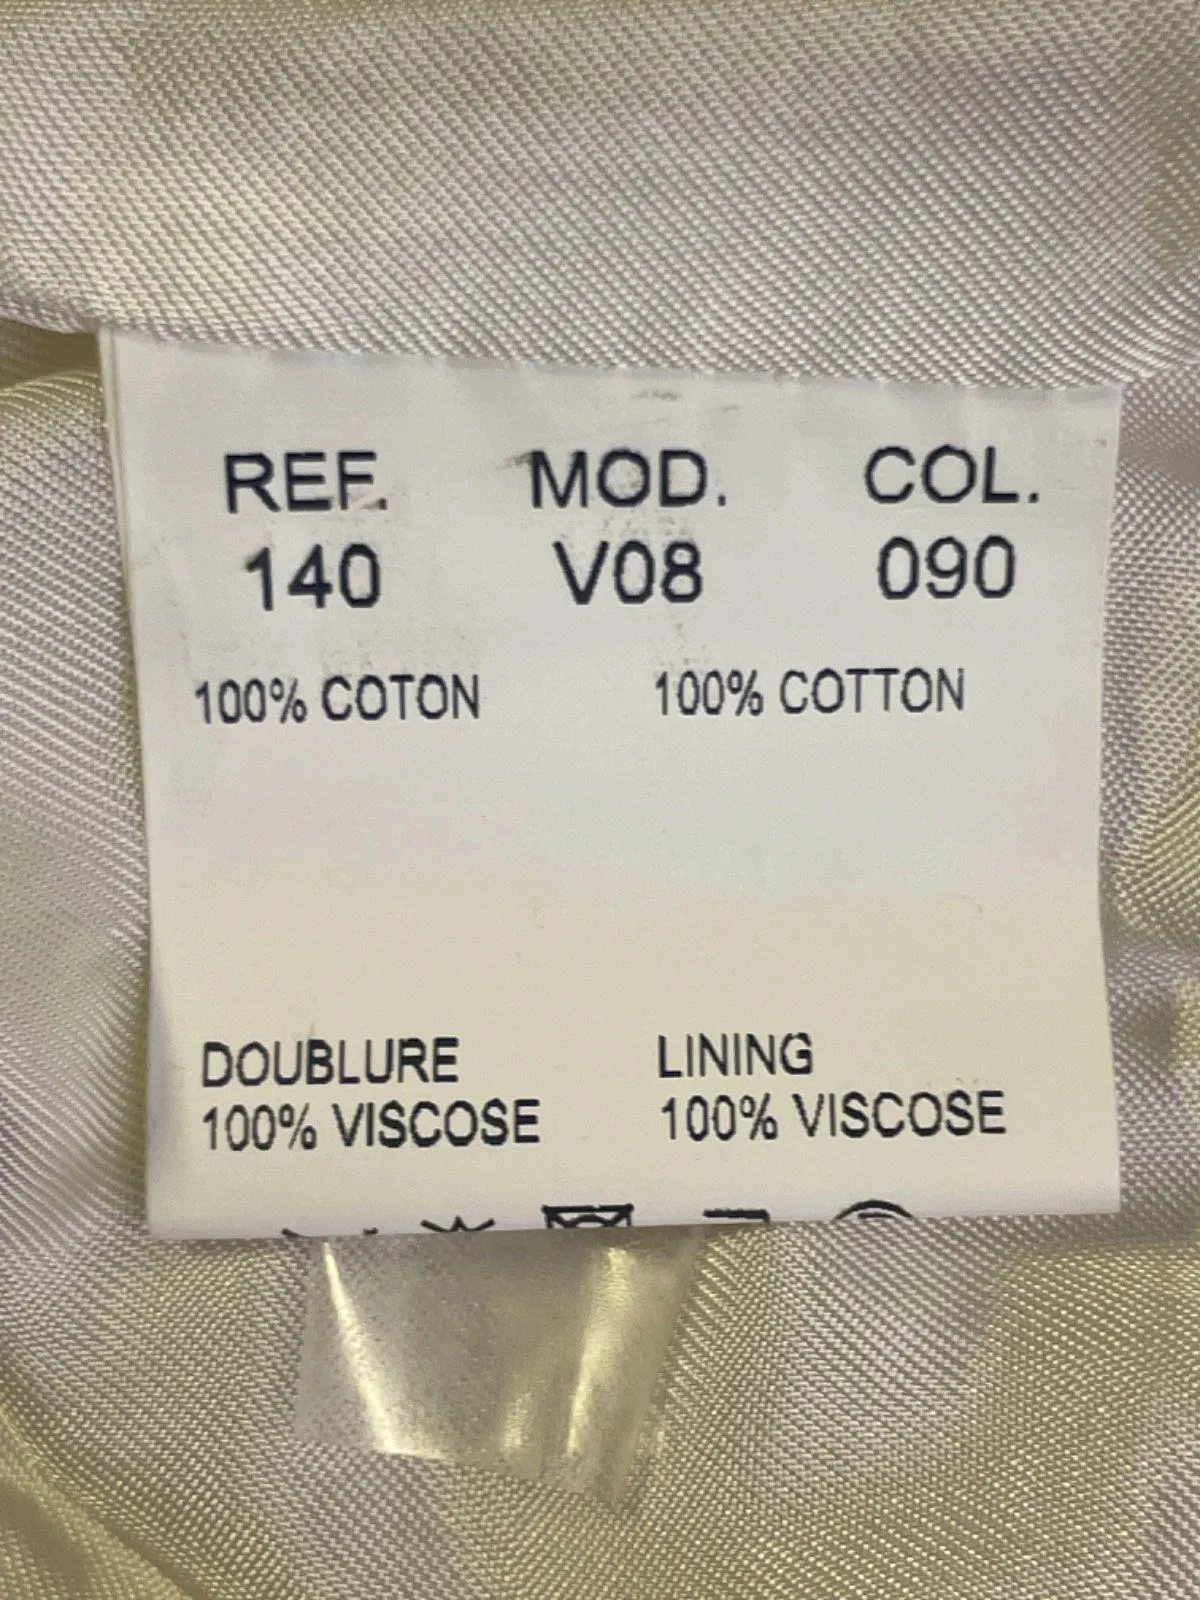 REF. MOD. COL.
140 V08 090
100% COTON 100% COTTON
DOUBLURE LINING
100% VISCOSE 100% VISCOSE